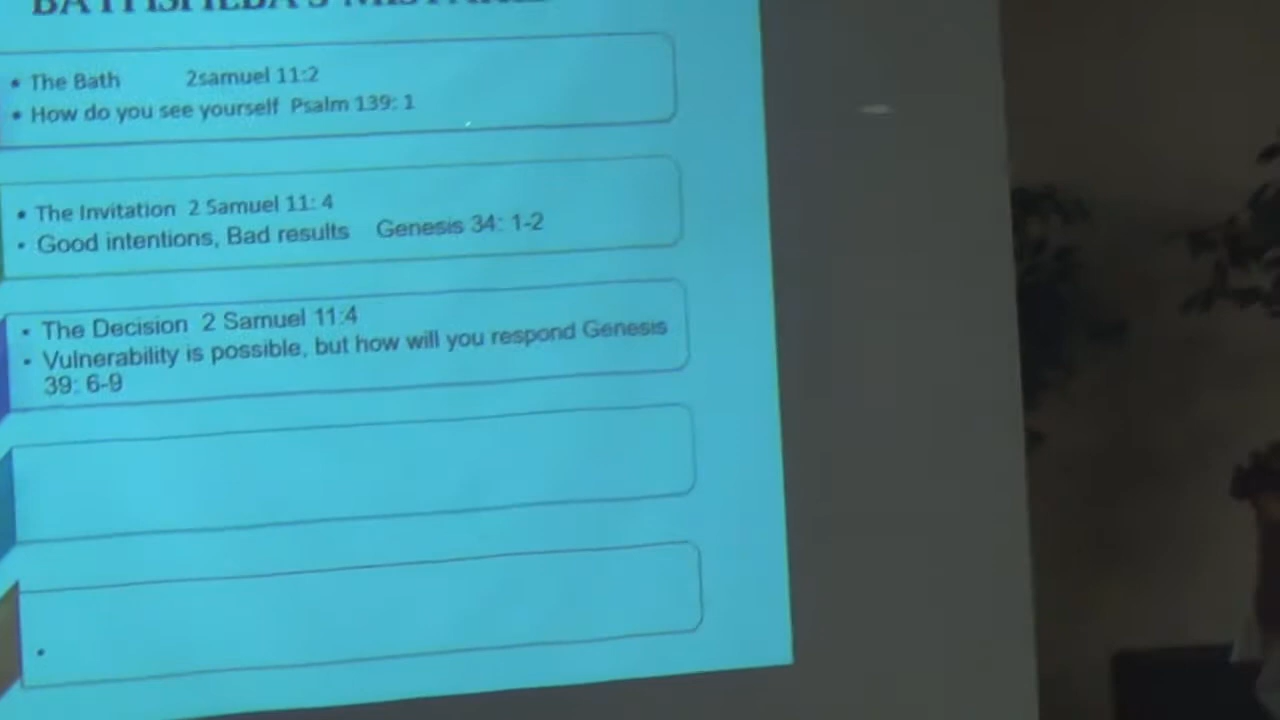 BATHSHEBA'S MISTAKE
• The Bath 2samuel 11:2
• How do you see yourself Psalm 139: 1
• The Invitation 2 Samuel 11: 4
• Good intentions, Bad results Genesis 34: 1-2
• The Decision 2 Samuel 11:4
• Vulnerability is possible, but how will you respond Genesis
39: 6-9
•